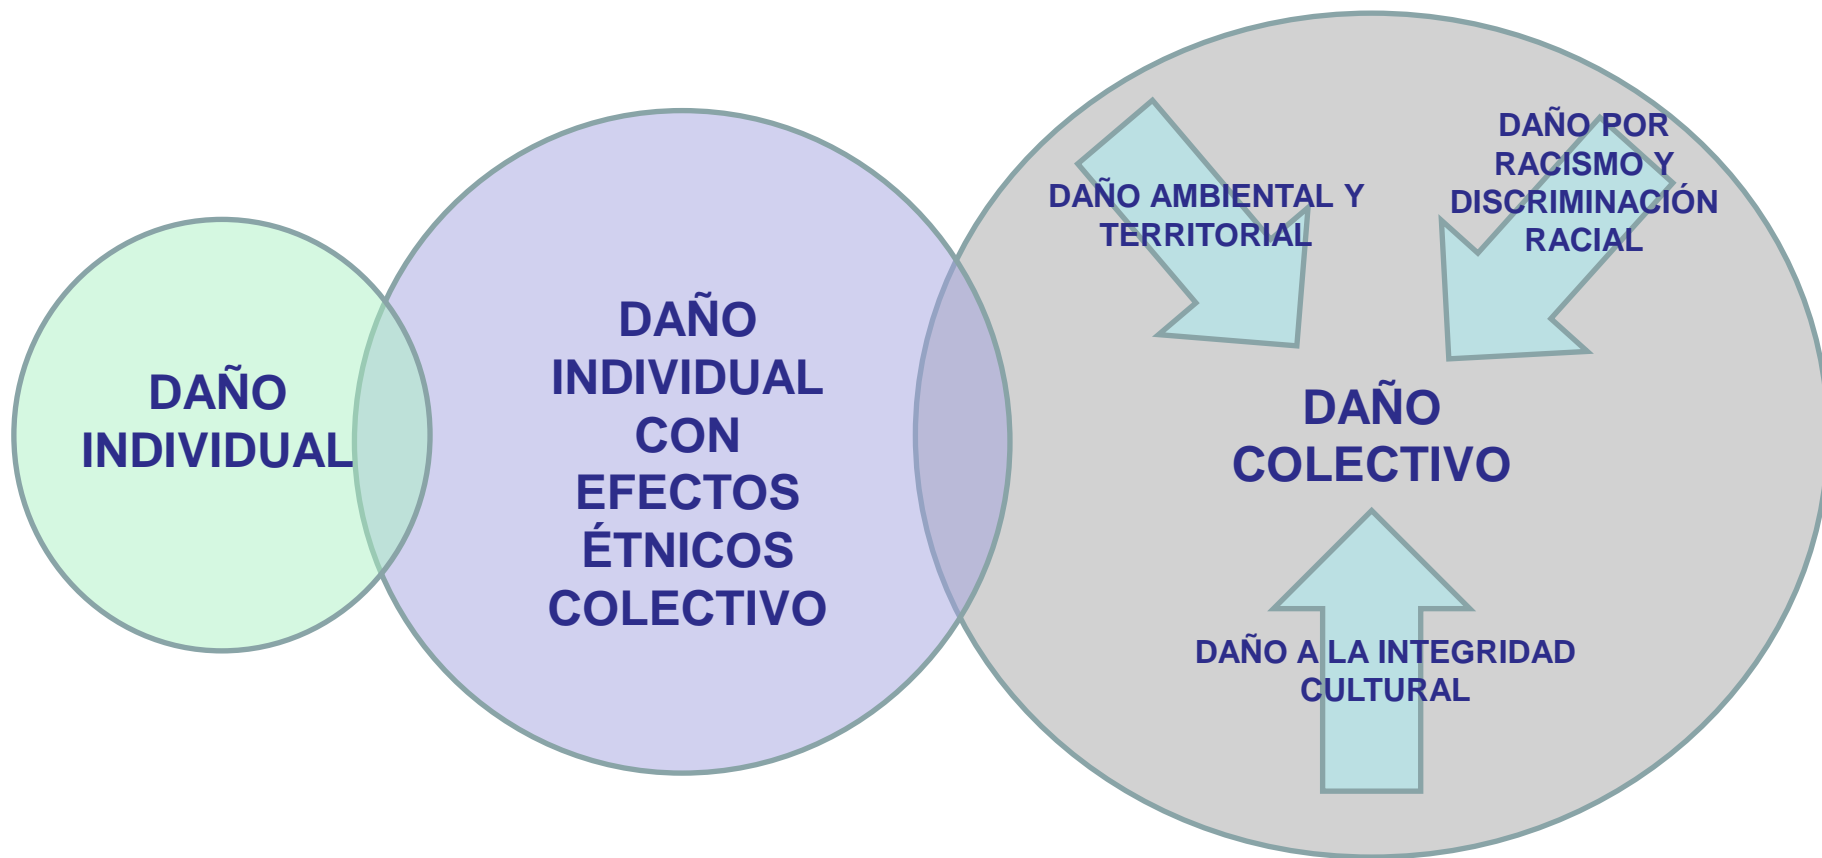 DAÑO
INDIVIDUAL
DAÑO
INDIVIDUAL
CON
EFECTOS
ÉTNICOS
COLECTIVO
DAÑO AMBIENTAL Y
TERRITORIAL
DAÑO POR
RACISMO Y
DISCRIMINACIÓN
RACIAL
DAÑO
COLECTIVO
DAÑO A LA INTEGRIDAD
CULTURAL